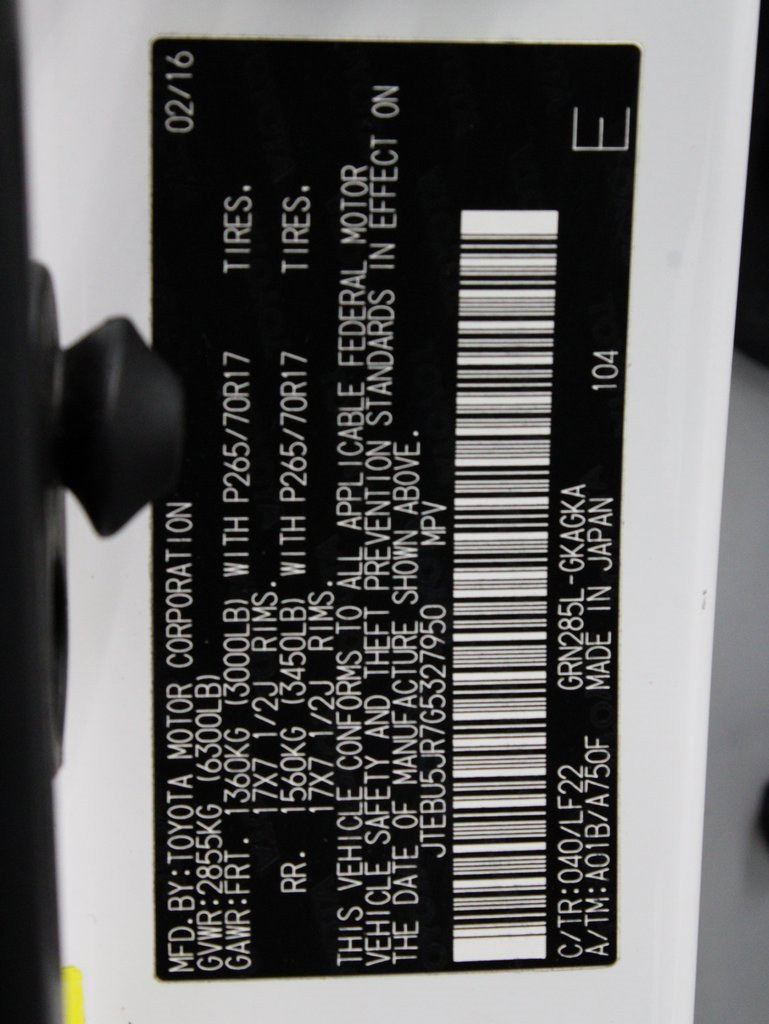 MFD. BY: TOYOTA MOTOR CORPORATION 02/16
GVWR: 2855KG (6300LB)
GAWR: FRT. 1360KG (3000LB) WITH P265/70R17 TIRES.
17X7 1/2J RIMS.
RR. 1560KG (3450LB) WITH P265/70R17 TIRES.
17X7 1/2J RIMS.
THIS VEHICLE CONFORMS TO ALL APPLICABLE FEDERAL MOTOR
VEHICLE SAFETY AND THEFT PREVENTION STANDARDS IN EFFECT ON
THE DATE OF MANUFACTURE SHOWN ABOVE.
JTEBU5JR7G5327950 MPV
C/TR: 040/LF22 GRN285L-GKAGKA
A/TM: A01B/A750F MADE IN JAPAN 104 E